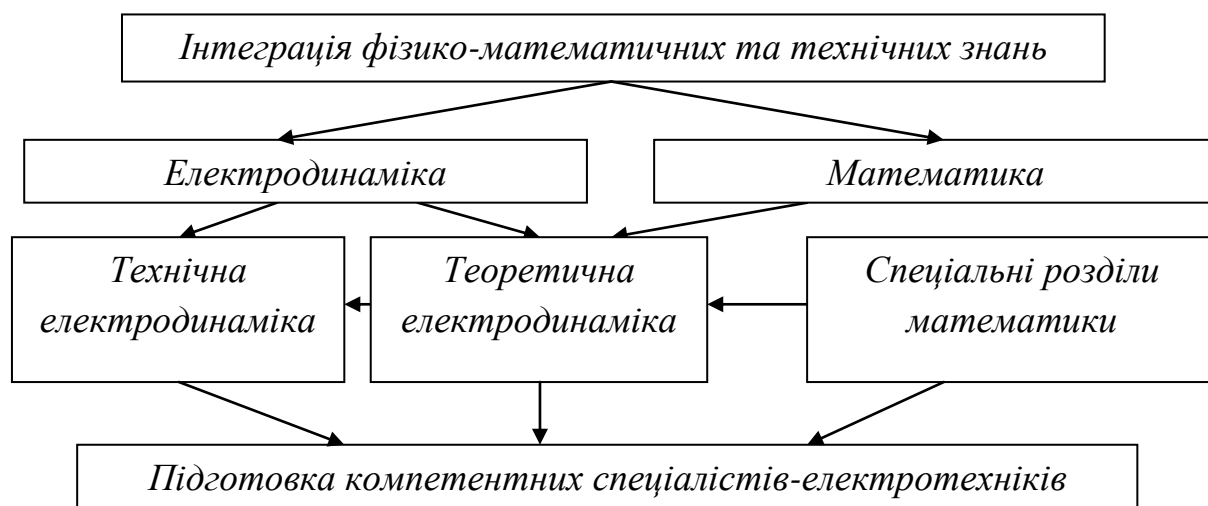 Інтеграція фізико-математичних та технічних знань
Електродинаміка
Математика
Технічна
електродинаміка
Теоретична
електродинаміка
Спеціальні розділи
математики
Підготовка компетентних спеціалістів-електротехніків